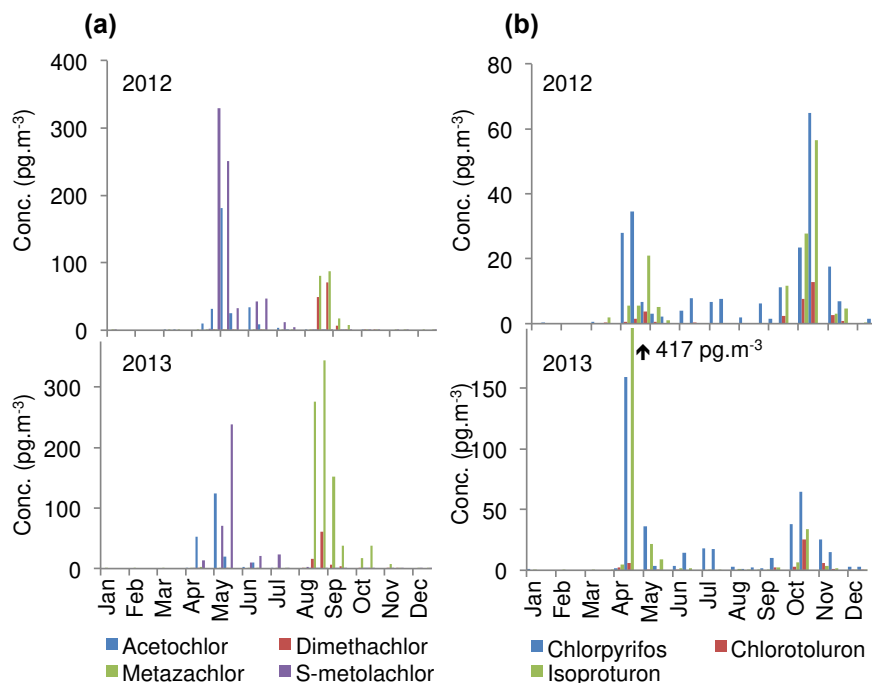 (a)
400
300
200
100
0
Conc. (pg.m-3)
2012
300
200
100
0
Conc. (pg.m-3)
2013
Jan Feb Mar Apr May Jun Jul Aug Sep Oct Nov Dec
Acetochlor Dimethachlor
Metazachlor S-metolachlor
(b)
80
60
40
20
0
Conc. (pg.m-3)
2012
417 pg.m-3
150
100
50
0
Conc. (pg.m-3)
2013
Jan Feb Mar Apr May Jun Jul Aug Sep Oct Nov Dec
Chlorpyrifos Chlorotoluron
Isoproturon